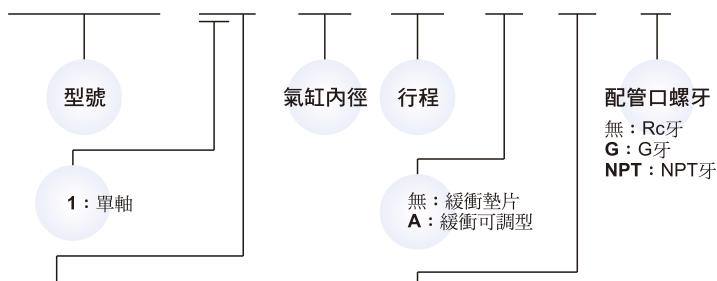 型號
氣缸內徑
行程
配管口螺牙
無：Rc牙
G：G牙
NPT：NPT牙
1：單軸
無：緩衝墊片
A：緩衝可調型